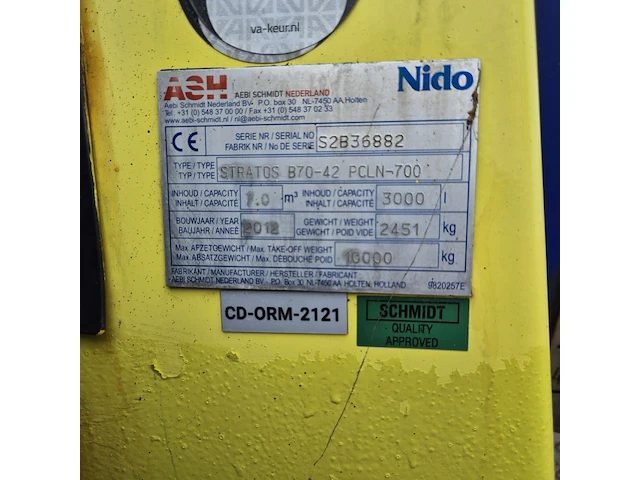 va-keur.nl
ASH AEBI SCHMIDT NEDERLAND Nido
Aebi Schmidt Nederland BV - P.O. box 30 NL-7450 AA Holten
Tel. +31 (0) 548 37 00 00 / Fax +31 (0) 548 37 02 33
www.aebi-schmidt.nl / nl@aebi-schmidt.com
CE SERIE NR / SERIAL NO
FABRIK NR / No DE SERIE S2B36882
TYPE / TYPE
TYP / TYPE STRATOS B70-42 PCLN-700
INHOUD / CAPACITY 7.0 m³ INHOUD / CAPACITY 3000 l
INHALT / CAPACITÉ INHALT / CAPACITÉ
BOUWJAAR / YEAR 2012 GEWICHT / WEIGHT 2451 kg
BAUJAHR / ANNEÉ GEWICHT / POID VIDE
Max AFZETGEWICHT / Max. TAKE-OFF WEIGHT
Max. ABSATZGEWICHT / Max. DÉBOUCHÉ POID 16000 kg
FABRIKANT / MANUFACTURER / HERSTELLER / FABRICANT
AEBI SCHMIDT NEDERLAND BV - P.O. Box 30 NL-7450 AA HOLTEN, HOLLAND 9820257E
CD-ORM-2121
SCHMIDT
QUALITY
APPROVED